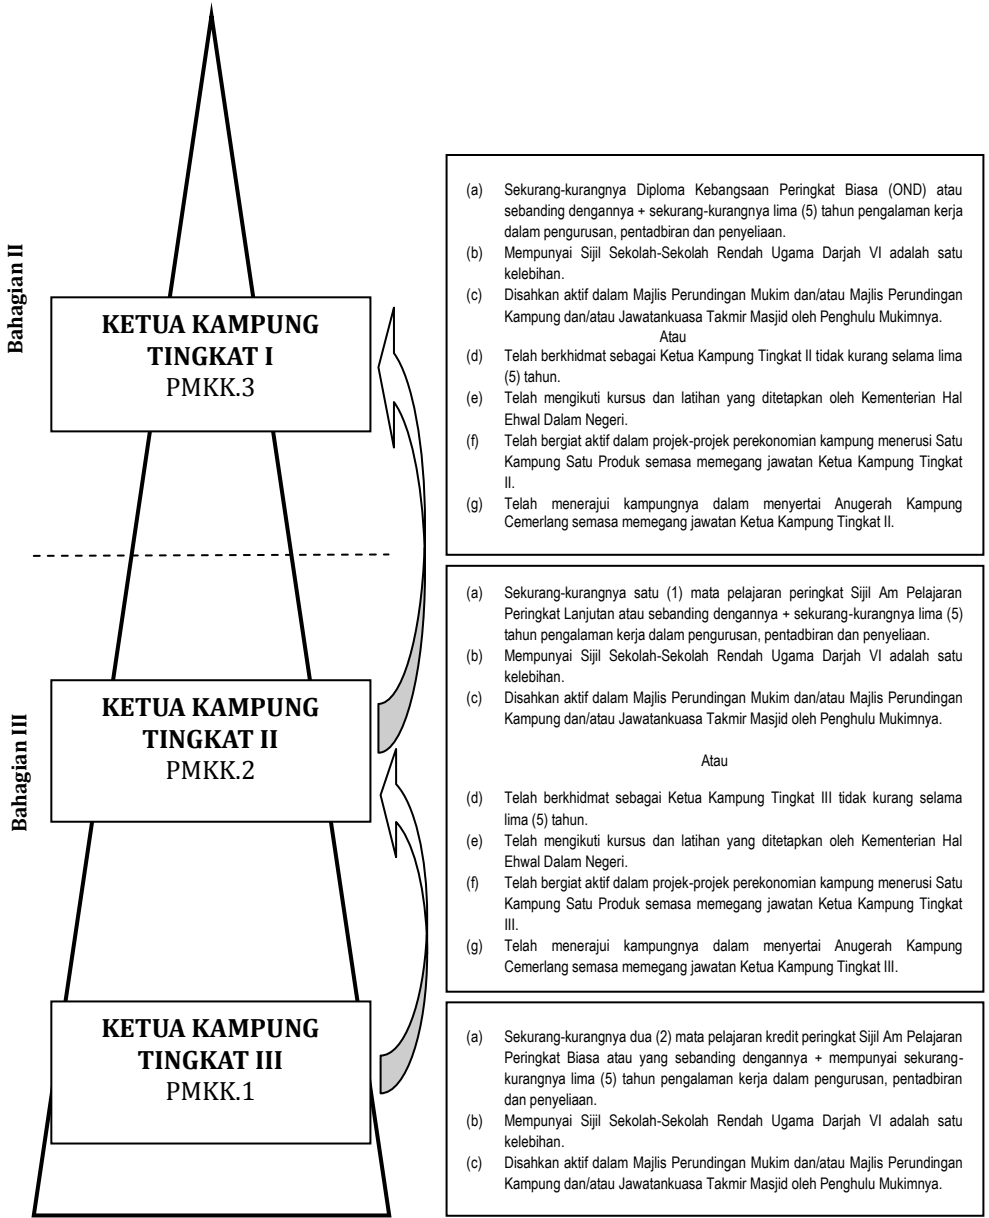 Bahagian II
KETUA KAMPUNG
TINGKAT I
PMKK.3
(a) Sekurang-kurangnya Diploma Kebangsaan Peringkat Biasa (OND) atau
sebanding dengannya + sekurang-kurangnya lima (5) tahun pengalaman kerja
dalam pengurusan, pentadbiran dan penyeliaan.
(b) Mempunyai Sijil Sekolah-Sekolah Rendah Ugama Darjah VI adalah satu
kelebihan.
(c) Disahkan aktif dalam Majlis Perundingan Mukim dan/atau Majlis Perundingan
Kampung dan/atau Jawatankuasa Takmir Masjid oleh Penghulu Mukimnya.
Atau
(d) Telah berkhidmat sebagai Ketua Kampung Tingkat II tidak kurang selama lima
(5) tahun.
(e) Telah mengikuti kursus dan latihan yang ditetapkan oleh Kementerian Hal
Ehwal Dalam Negeri.
(f) Telah bergiat aktif dalam projek-projek perekonomian kampung menerusi Satu
Kampung Satu Produk semasa memegang jawatan Ketua Kampung Tingkat
II.
(g) Telah menerajui kampungnya dalam menyertai Anugerah Kampung
Cemerlang semasa memegang jawatan Ketua Kampung Tingkat II.
Bahagian III
KETUA KAMPUNG
TINGKAT II
PMKK.2
(a) Sekurang-kurangnya satu (1) mata pelajaran peringkat Sijil Am Pelajaran
Peringkat Lanjutan atau sebanding dengannya + sekurang-kurangnya lima (5)
tahun pengalaman kerja dalam pengurusan, pentadbiran dan penyeliaan.
(b) Mempunyai Sijil Sekolah-Sekolah Rendah Ugama Darjah VI adalah satu
kelebihan.
(c) Disahkan aktif dalam Majlis Perundingan Mukim dan/atau Majlis Perundingan
Kampung dan/atau Jawatankuasa Takmir Masjid oleh Penghulu Mukimnya.
Atau
(d) Telah berkhidmat sebagai Ketua Kampung Tingkat III tidak kurang selama
lima (5) tahun.
(e) Telah mengikuti kursus dan latihan yang ditetapkan oleh Kementerian Hal
Ehwal Dalam Negeri.
(f) Telah bergiat aktif dalam projek-projek perekonomian kampung menerusi Satu
Kampung Satu Produk semasa memegang jawatan Ketua Kampung Tingkat
III.
(g) Telah menerajui kampungnya dalam menyertai Anugerah Kampung
Cemerlang semasa memegang jawatan Ketua Kampung Tingkat III.
KETUA KAMPUNG
TINGKAT III
PMKK.1
(a) Sekurang-kurangnya dua (2) mata pelajaran kredit peringkat Sijil Am Pelajaran
Peringkat Biasa atau yang sebanding dengannya + mempunyai sekurang-
kurangnya lima (5) tahun pengalaman kerja dalam pengurusan, pentadbiran
dan penyeliaan.
(b) Mempunyai Sijil Sekolah-Sekolah Rendah Ugama Darjah VI adalah satu
kelebihan.
(c) Disahkan aktif dalam Majlis Perundingan Mukim dan/atau Majlis Perundingan
Kampung dan/atau Jawatankuasa Takmir Masjid oleh Penghulu Mukimnya.